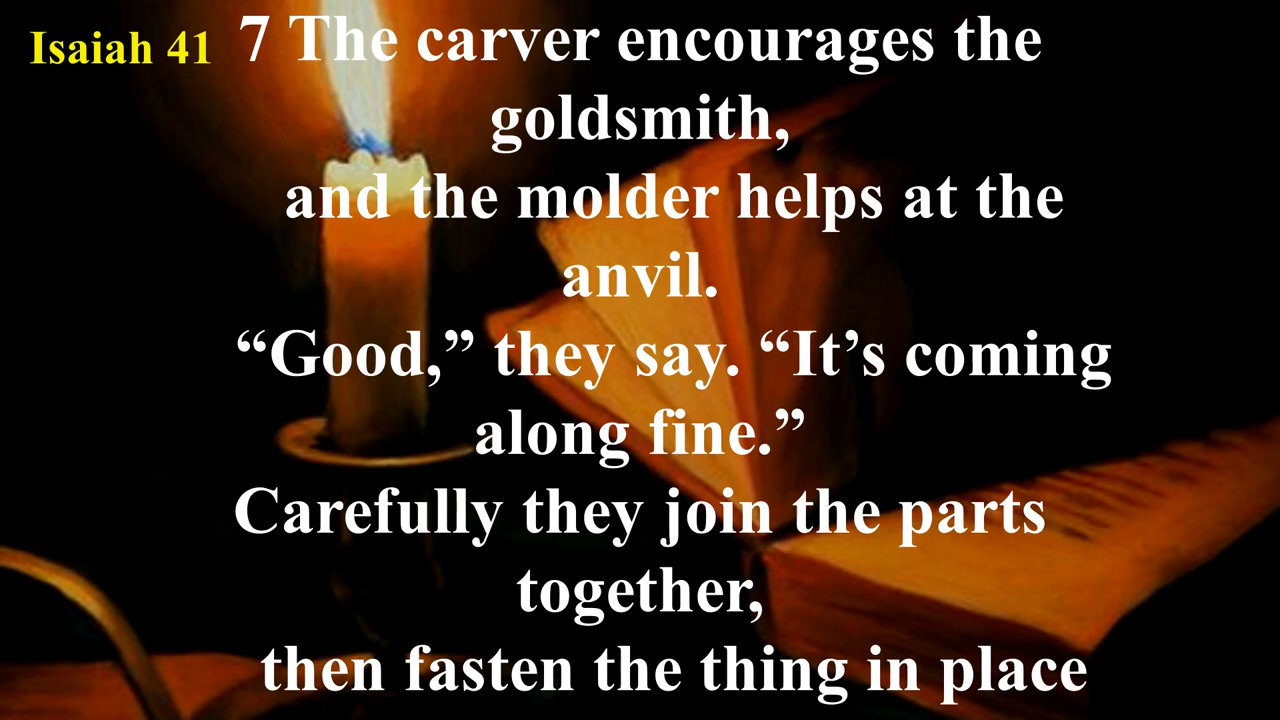 Isaiah 41
7 The carver encourages the
goldsmith,
and the molder helps at the
anvil.
“Good,” they say. “It’s coming
along fine.”
Carefully they join the parts
together,
then fasten the thing in place